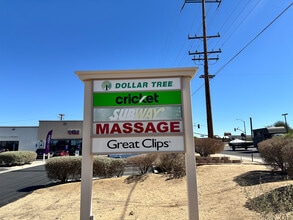 DOLLAR TREE
cricket
SUBWAY
MASSAGE
Great Clips